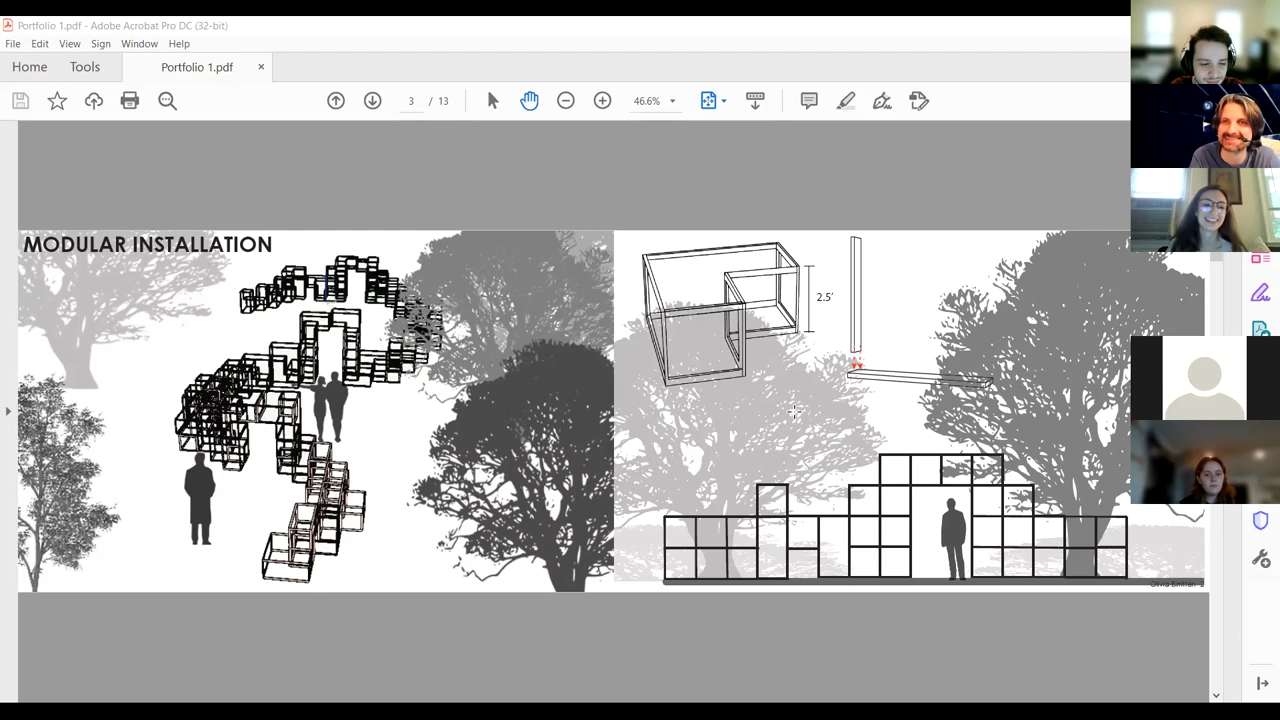 Portfolio 1.pdf - Adobe Acrobat Pro DC (32-bit)
File Edit View Sign Window Help
Home Tools Portfolio 1.pdf ×
3 / 13 46.6%
MODULAR INSTALLATION
2.5'
Olivia